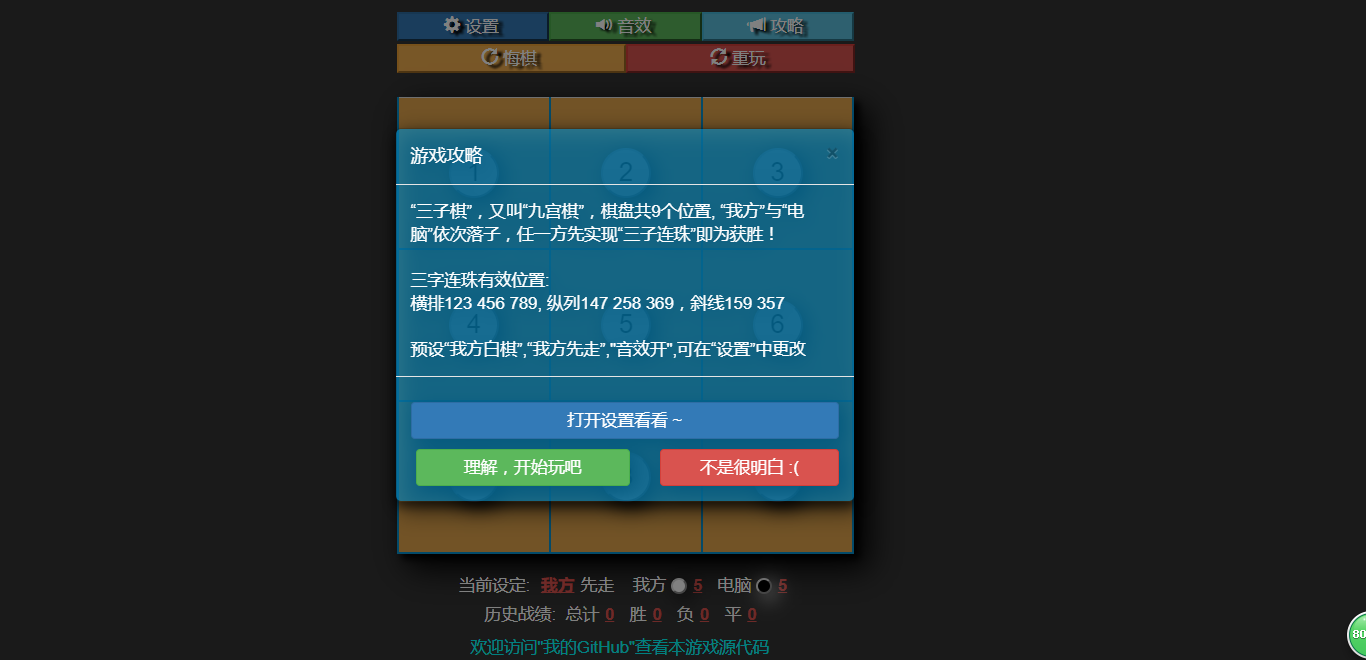 设置 音效 攻略
悔棋 重玩
游戏攻略 ×
1 2 3
“三子棋”，又叫“九宫棋”，棋盘共9个位置, “我方”与“电
脑”依次落子，任一方先实现“三子连珠”即为获胜！
三字连珠有效位置:
横排123 456 789, 纵列147 258 369，斜线159 357
4 5 6
预设“我方白棋”,“我方先走”,"音效开",可在“设置”中更改
打开设置看看 ~
理解，开始玩吧 不是很明白 :(
当前设定: 我方 先走 我方 5 电脑 5
历史战绩: 总计 0 胜 0 负 0 平 0
欢迎访问"我的GitHub"查看本游戏源代码
80